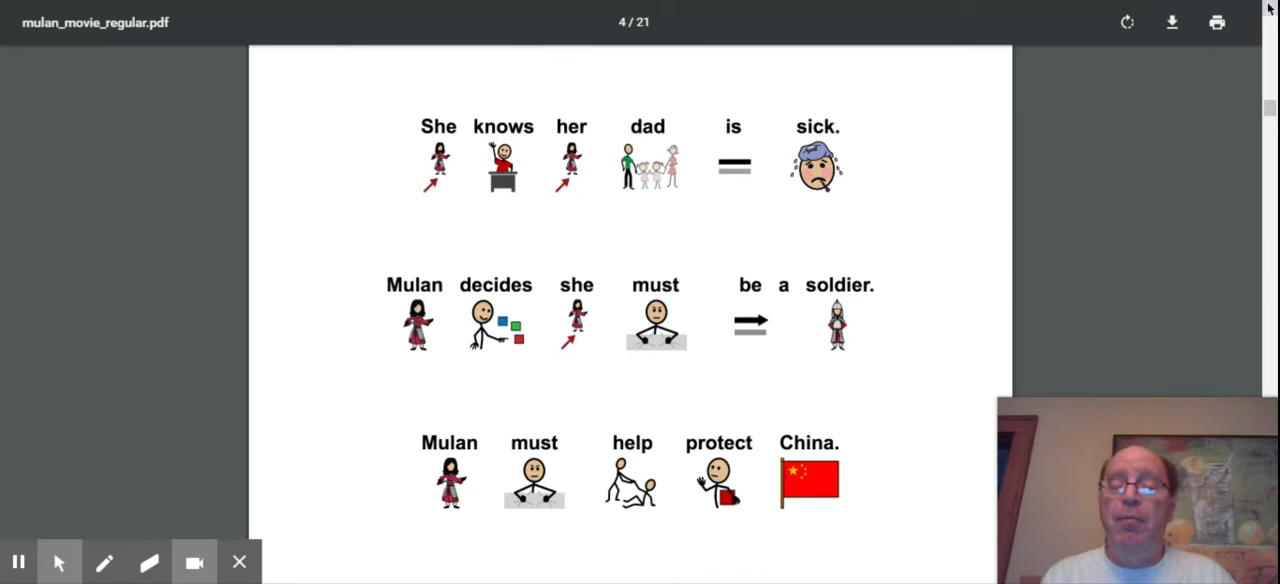 mulan_movie_regular.pdf
4 / 21
She knows her dad is sick.
Mulan decides she must be a soldier.
Mulan must help protect China.